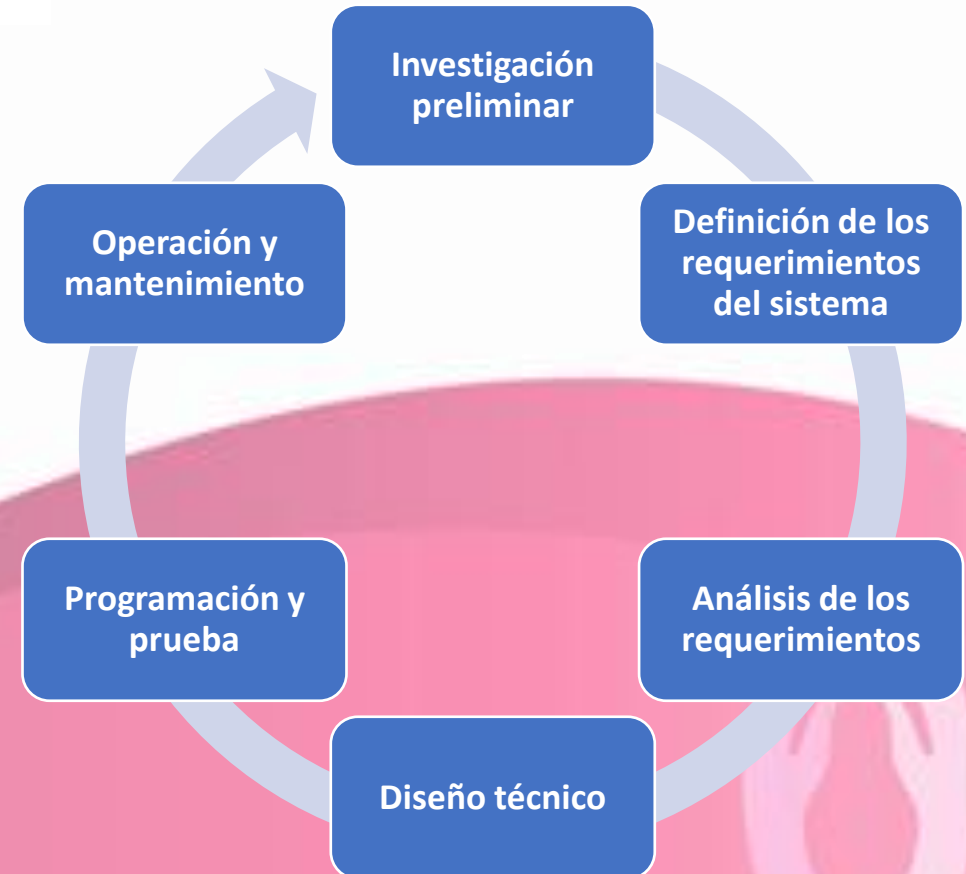 Investigación
preliminar
Definición de los
requerimientos
del sistema
Análisis de los
requerimientos
Diseño técnico
Programación y
prueba
Operación y
mantenimiento